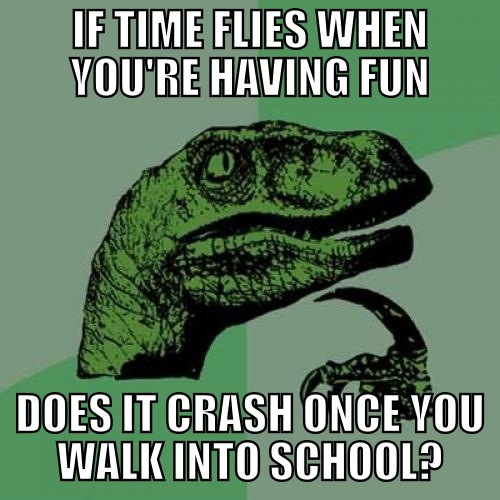 IF TIME FLIES WHEN
YOU'RE HAVING FUN
DOES IT CRASH ONCE YOU
WALK INTO SCHOOL?